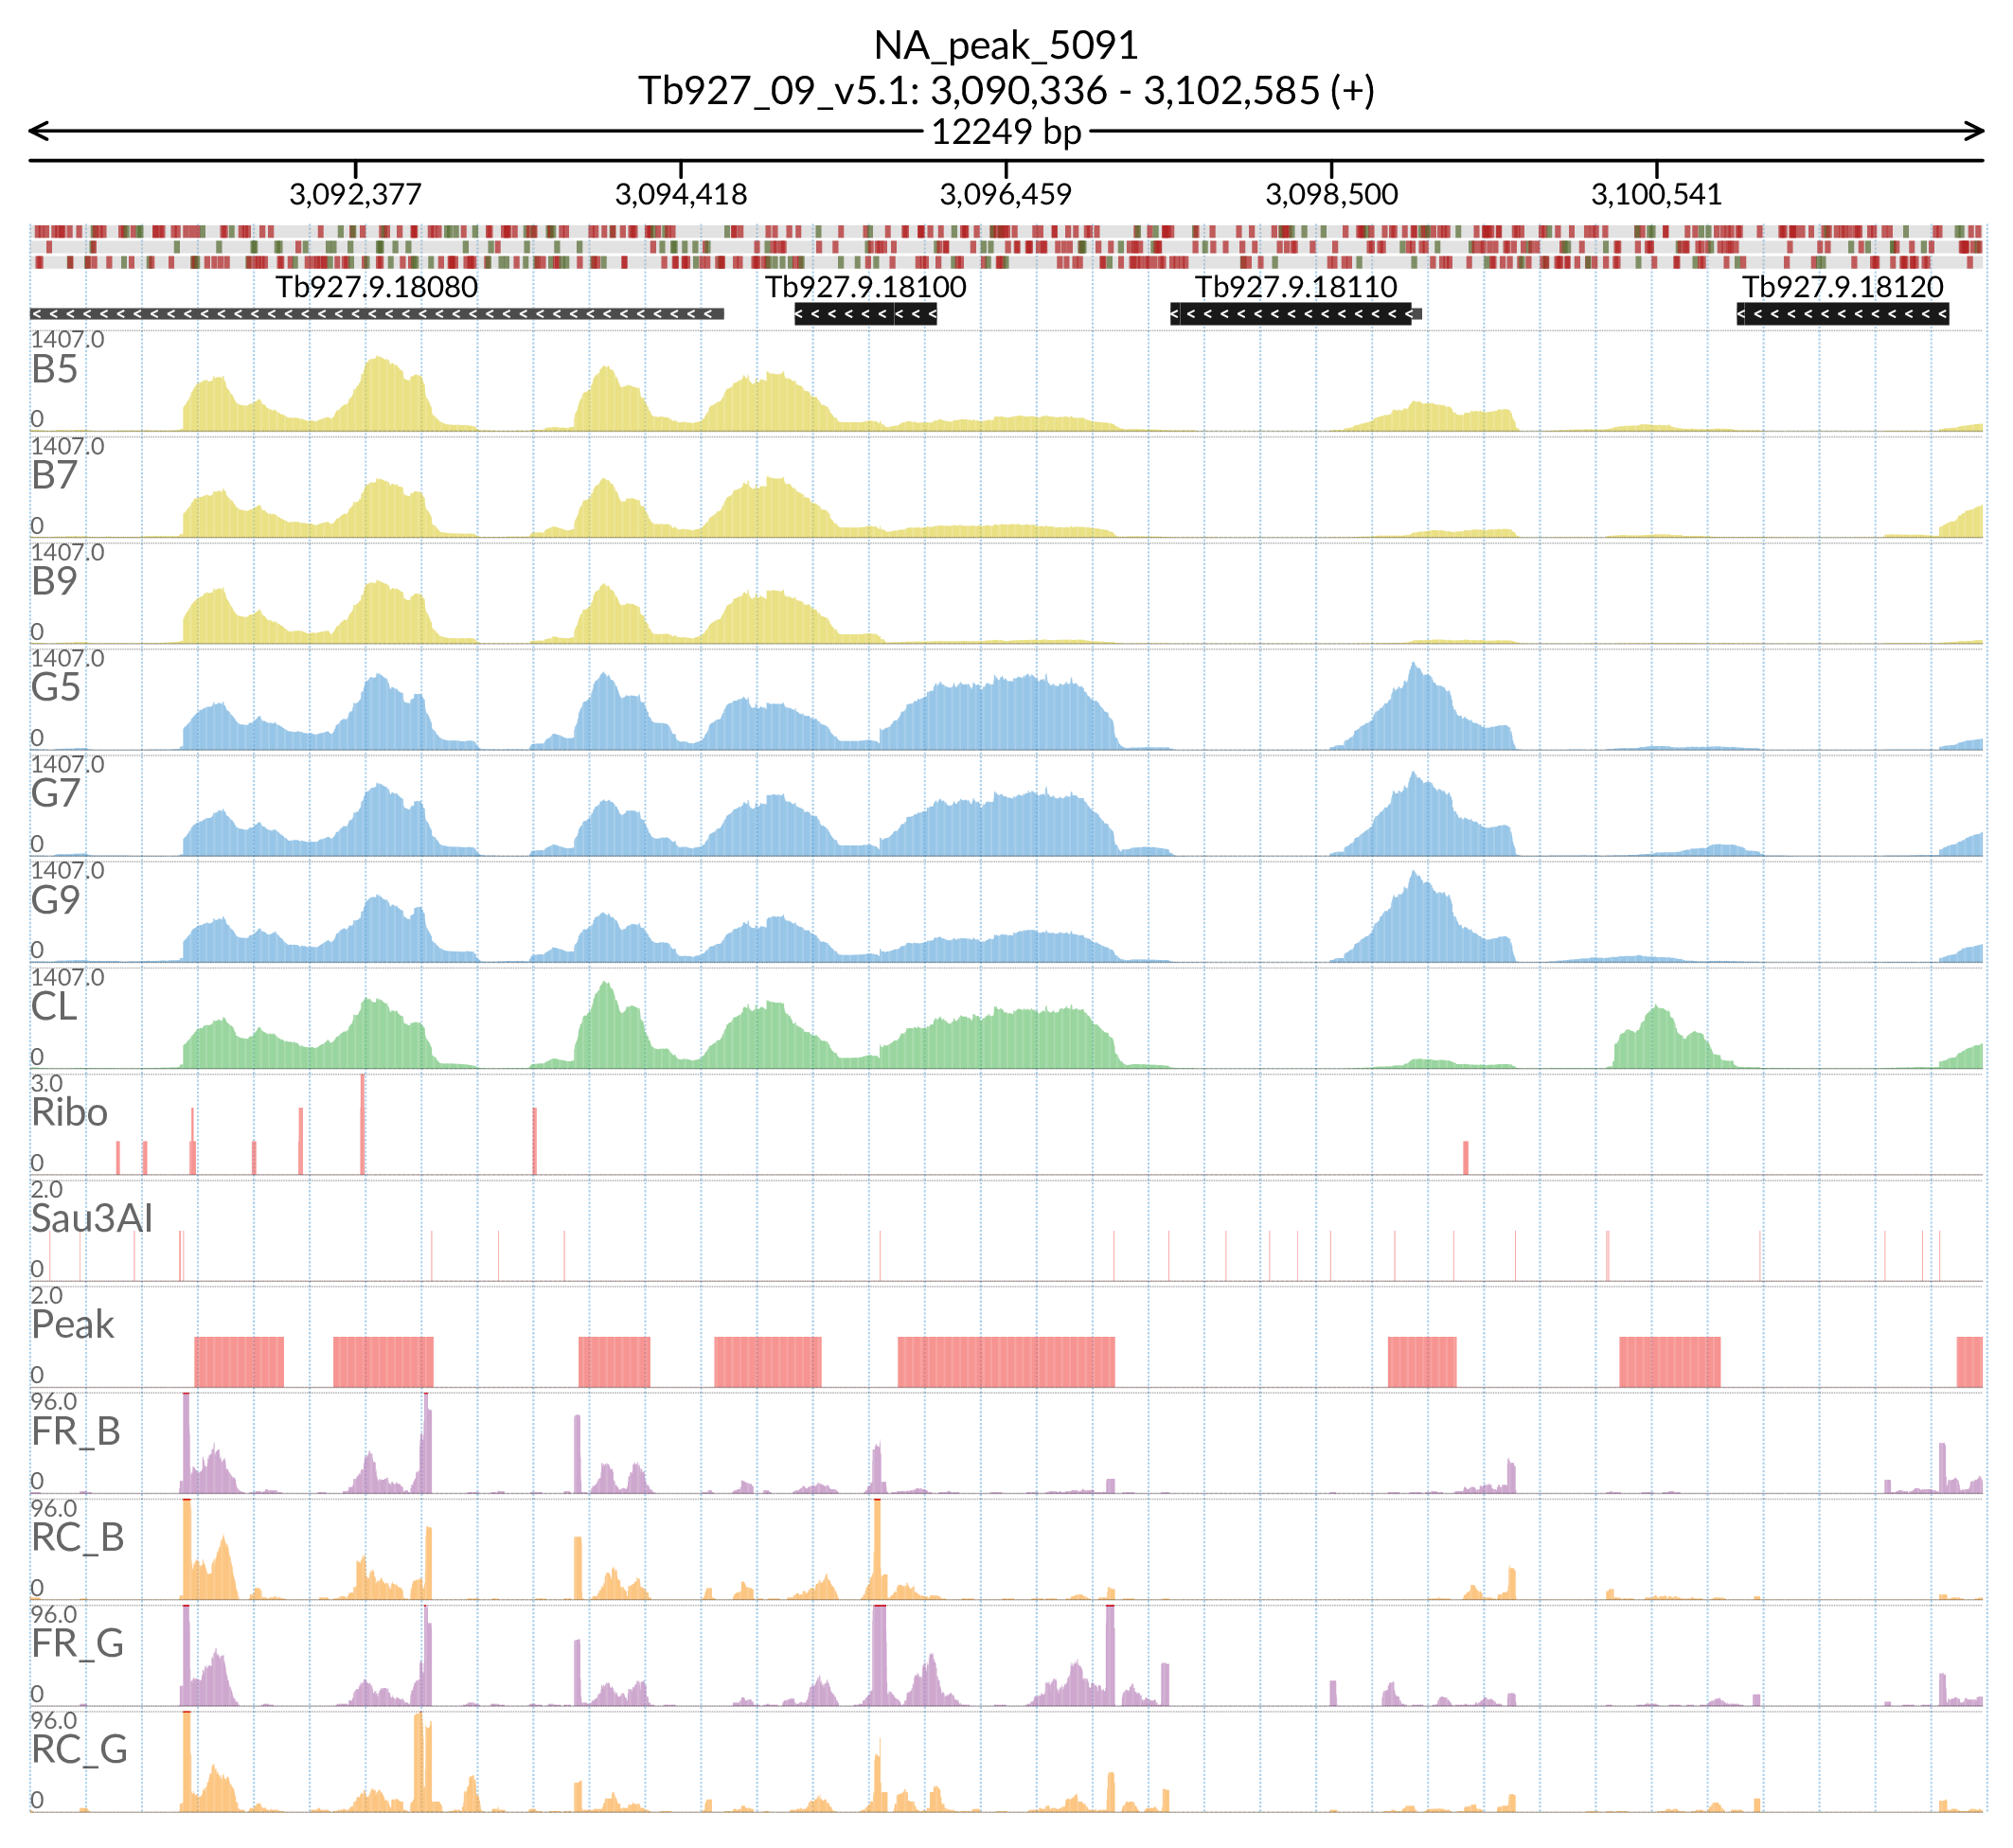 NA_peak_5091
Tb927_09_v5.1: 3,090,336 - 3,102,585 (+)
12249 bp
3,092,377 3,094,418 3,096,459 3,098,500 3,100,541
Tb927.9.18080 Tb927.9.18100 Tb927.9.18110 Tb927.9.18120
1407.0
B5
0
1407.0
B7
0
1407.0
B9
0
1407.0
G5
0
1407.0
G7
0
1407.0
G9
0
1407.0
CL
0
3.0
Ribo
0
2.0
Sau3AI
0
2.0
Peak
0
96.0
FR_B
0
96.0
RC_B
0
96.0
FR_G
0
96.0
RC_G
0